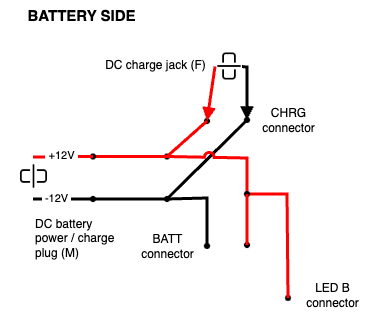 BATTERY SIDE
DC charge jack (F)
CHRG
connector
+12V
-12V
DC battery
power / charge
plug (M)
BATT
connector
LED B
connector